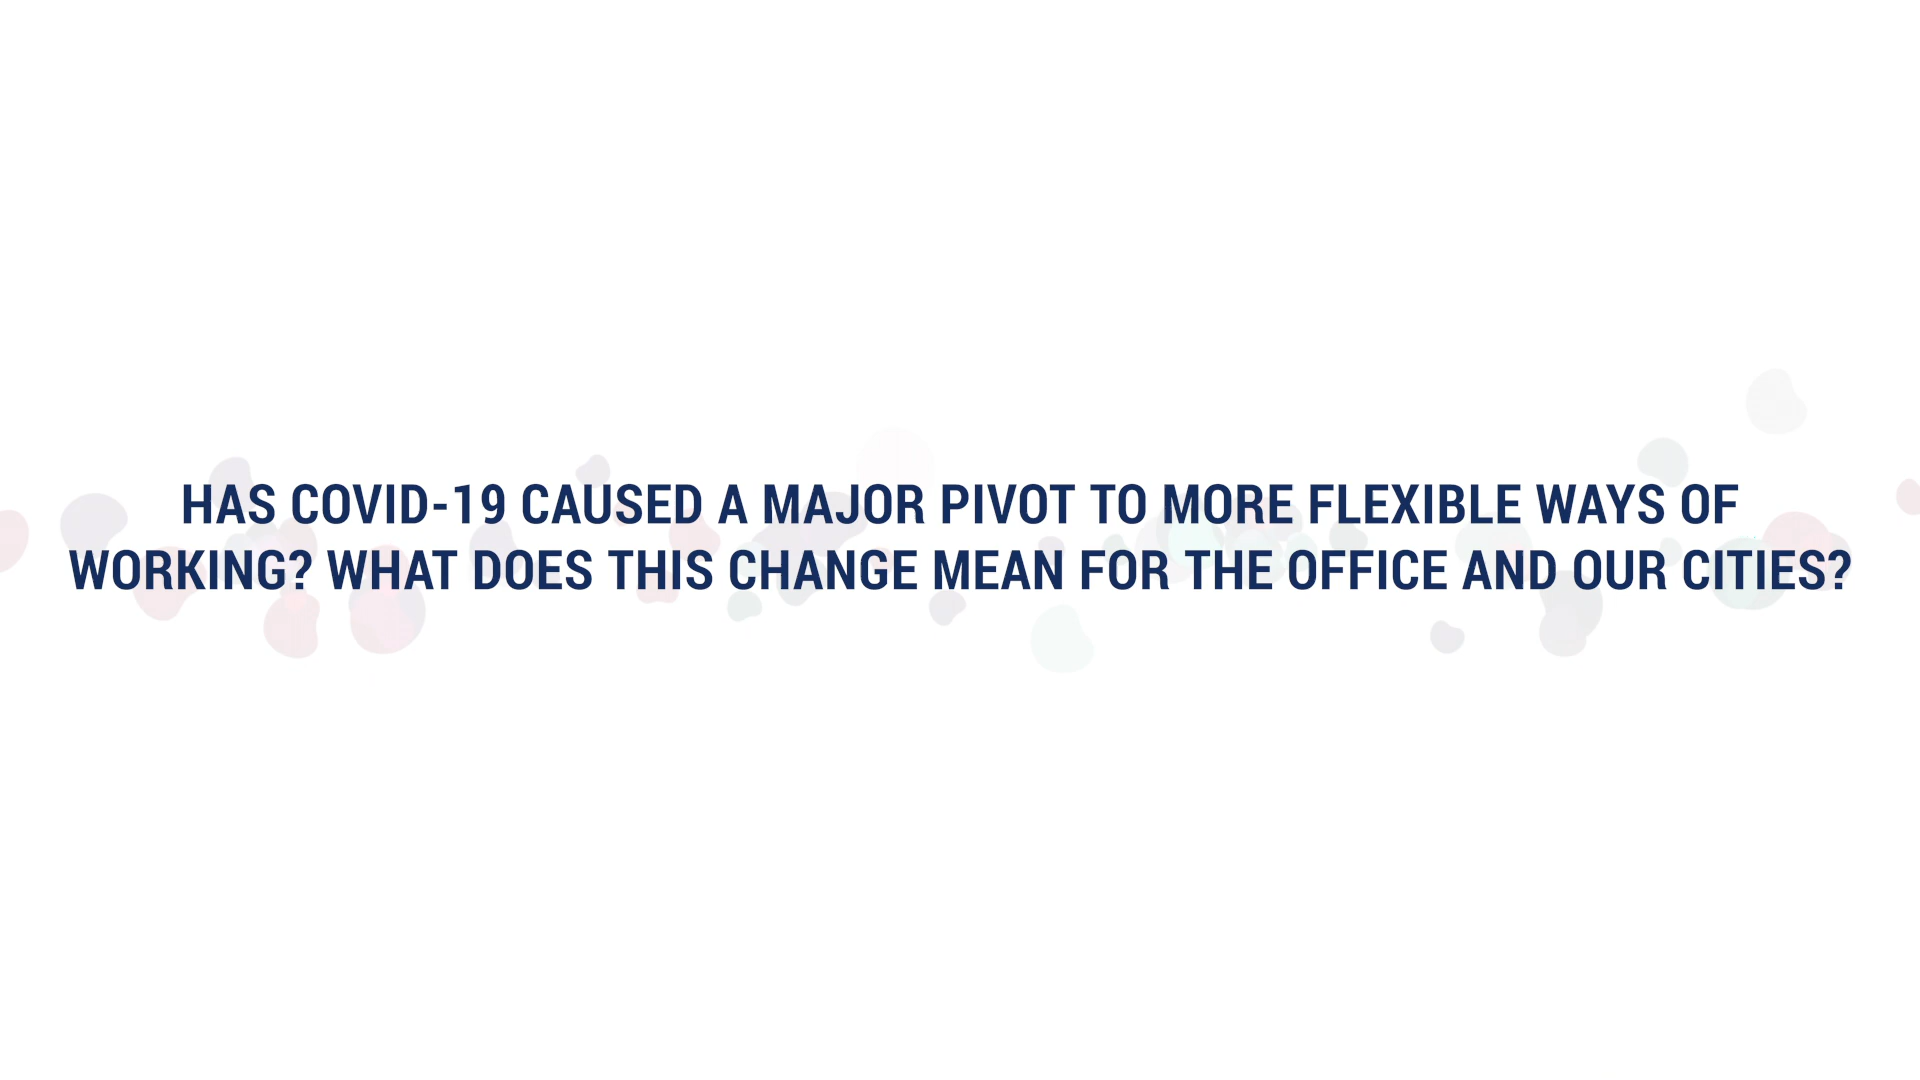 HAS COVID-19 CAUSED A MAJOR PIVOT TO MORE FLEXIBLE WAYS OF
WORKING? WHAT DOES THIS CHANGE MEAN FOR THE OFFICE AND OUR CITIES?